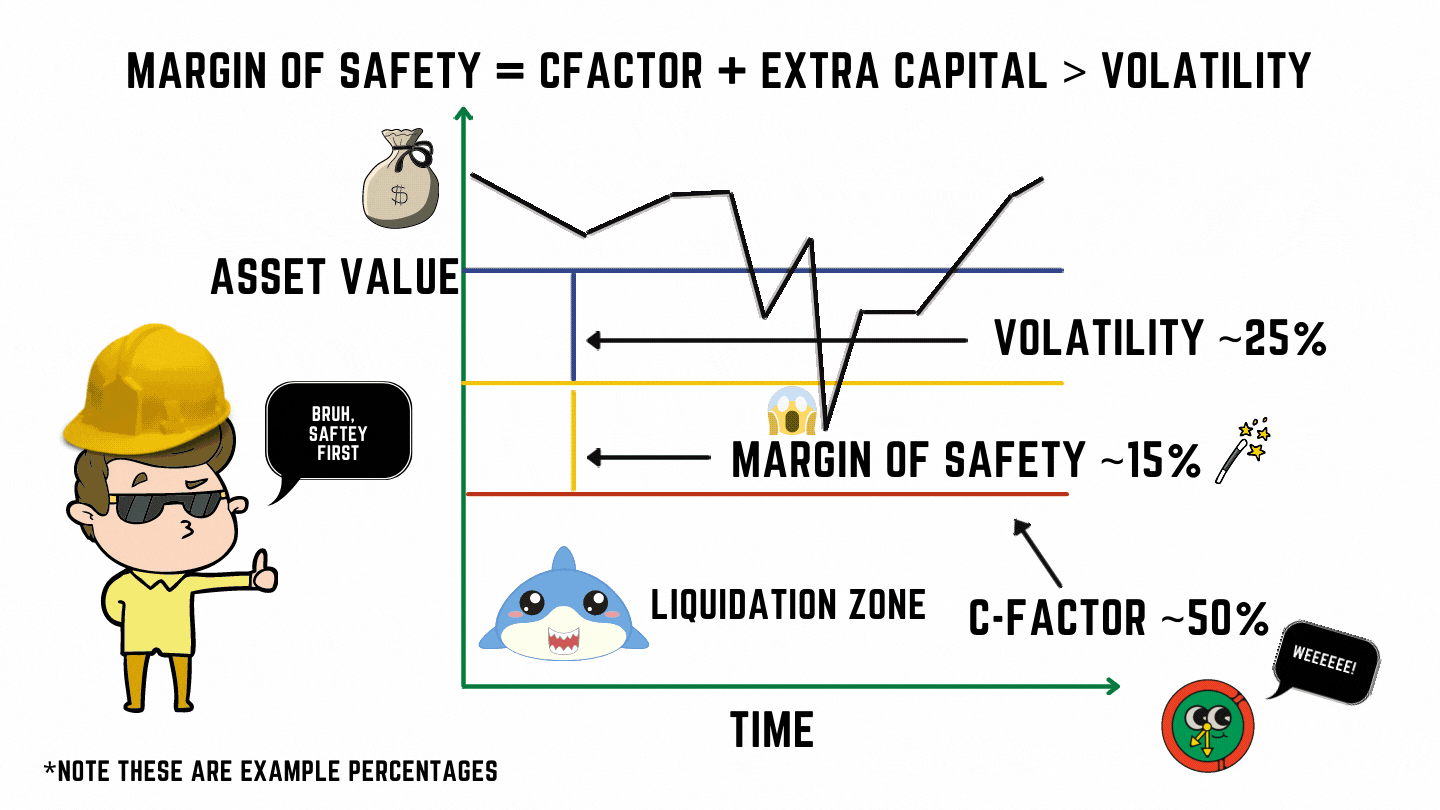 MARGIN OF SAFETY = CFACTOR + EXTRA CAPITAL > VOLATILITY
$
ASSET VALUE
VOLATILITY ~25%
BRUH,
SAFTEY
FIRST
MARGIN OF SAFETY ~15%
LIQUIDATION ZONE
C-FACTOR ~50%
WEEEEEE!
TIME
*NOTE THESE ARE EXAMPLE PERCENTAGES